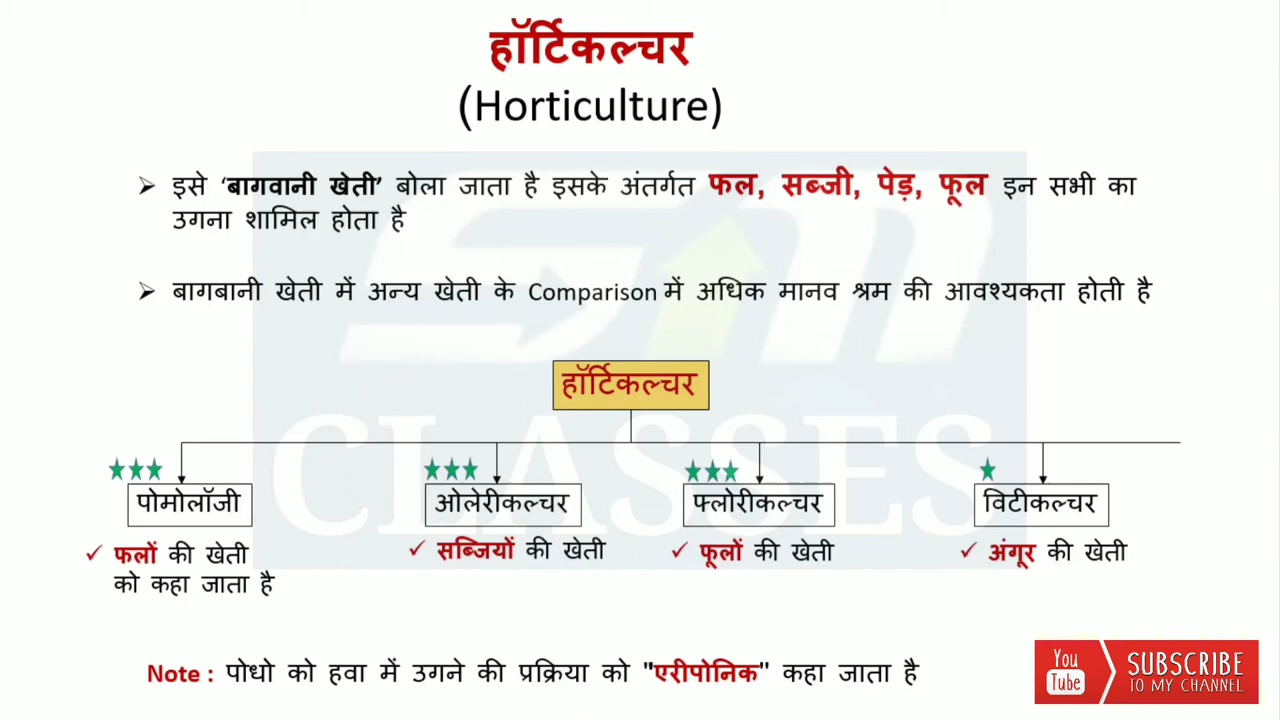 हॉर्टिकल्चर
(Horticulture)
➢ इसे ‘बागवानी खेती’ बोला जाता है इसके अंतर्गत फल, सब्जी, पेड़, फूल इन सभी का
उगना शामिल होता है
➢ बागबानी खेती में अन्य खेती के Comparison में अधिक मानव श्रम की आवश्यकता होती है
हॉर्टिकल्चर
पोमोलॉजी
ओलेरीकल्चर
फ्लोरीकल्चर
विटीकल्चर
✓ फलों की खेती
को कहा जाता है
✓ सब्जियों की खेती
✓ फूलों की खेती
✓ अंगूर की खेती
Note : पोधो को हवा में उगने की प्रक्रिया को "एरीपोनिक" कहा जाता है
You
Tube
SUBSCRIBE
TO MY CHANNEL
SM
CLASSES